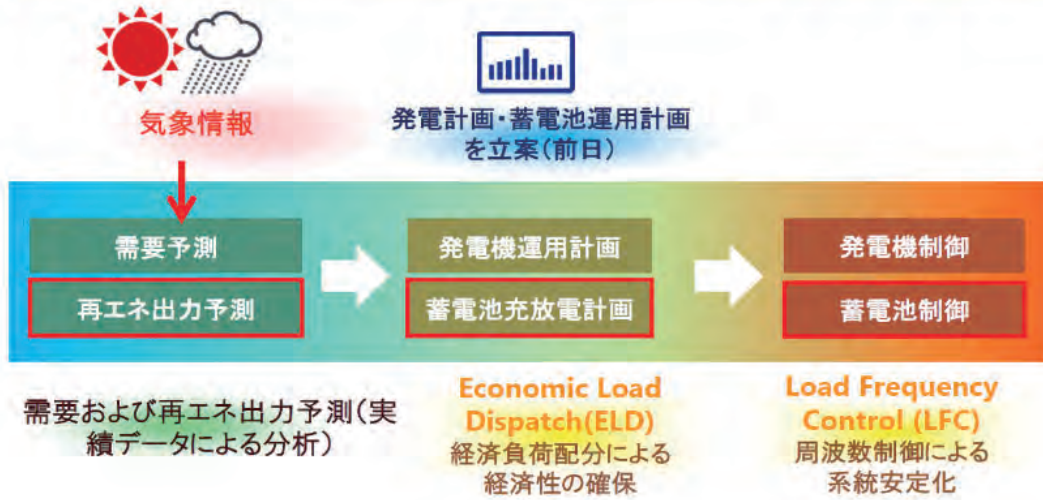 気象情報
発電計画・蓄電池運用計画
を立案(前日)
需要予測
再エネ出力予測
発電機運用計画
蓄電池充放電計画
発電機制御
蓄電池制御
需要および再エネ出力予測(実
績データによる分析)
Economic Load
Dispatch(ELD)
経済負荷配分による
経済性の確保
Load Frequency
Control (LFC)
周波数制御による
系統安定化